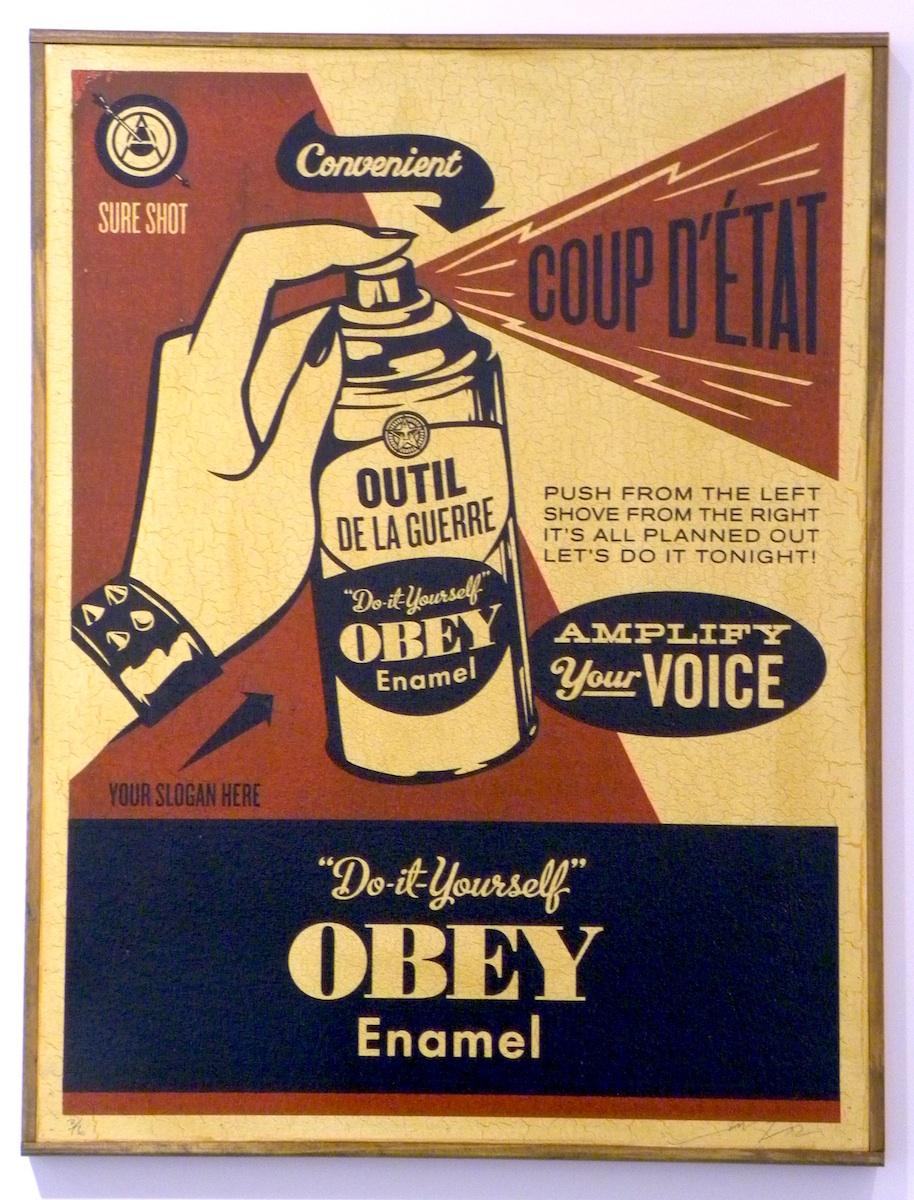 Convenient
SURE SHOT
COUP D'ÉTAT
OUTIL
DE LA GUERRE
"Do-it-Yourself"
OBEY
Enamel
PUSH FROM THE LEFT
SHOVE FROM THE RIGHT
IT'S ALL PLANNED OUT
LET'S DO IT TONIGHT!
AMPLIFY
Your VOICE
YOUR SLOGAN HERE
"Do-it-Yourself"
OBEY
Enamel